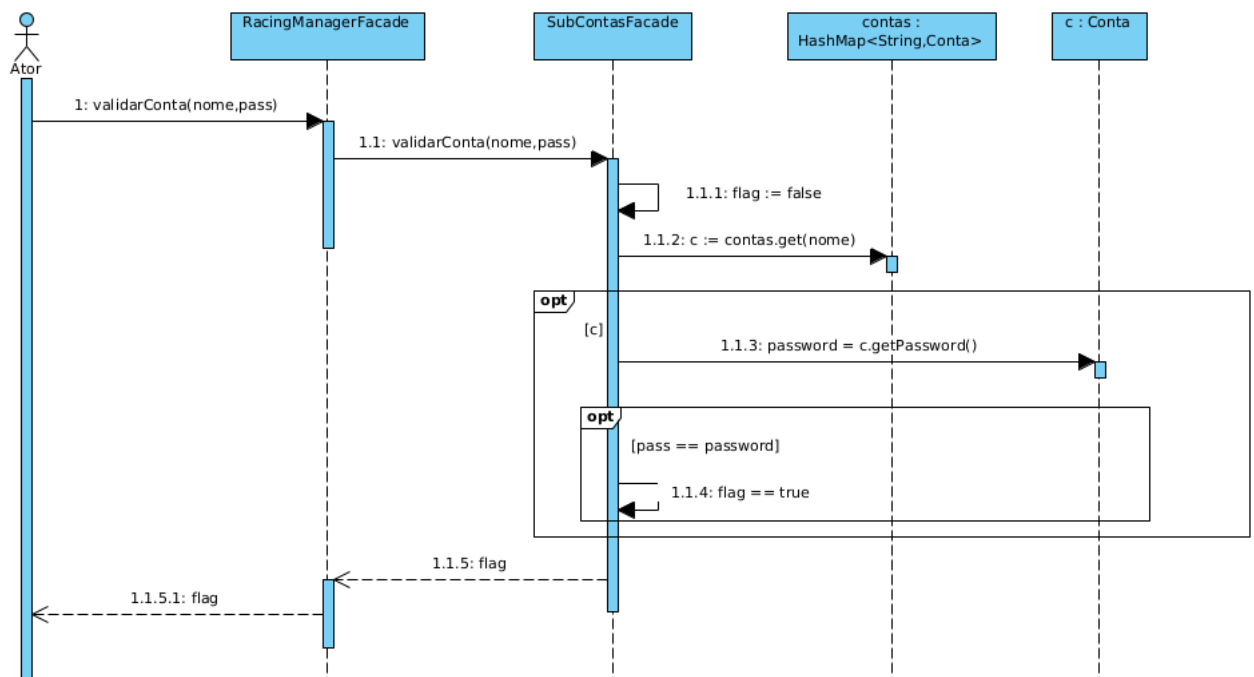 RacingManagerFacade
SubContasFacade
contas :
HashMap<String,Conta>
c : Conta
Ator
1: validarConta(nome,pass)
1.1: validarConta(nome,pass)
1.1.1: flag := false
1.1.2: c := contas.get(nome)
opt
[c]
1.1.3: password = c.getPassword()
opt
[pass == password]
1.1.4: flag == true
1.1.5: flag
1.1.5.1: flag